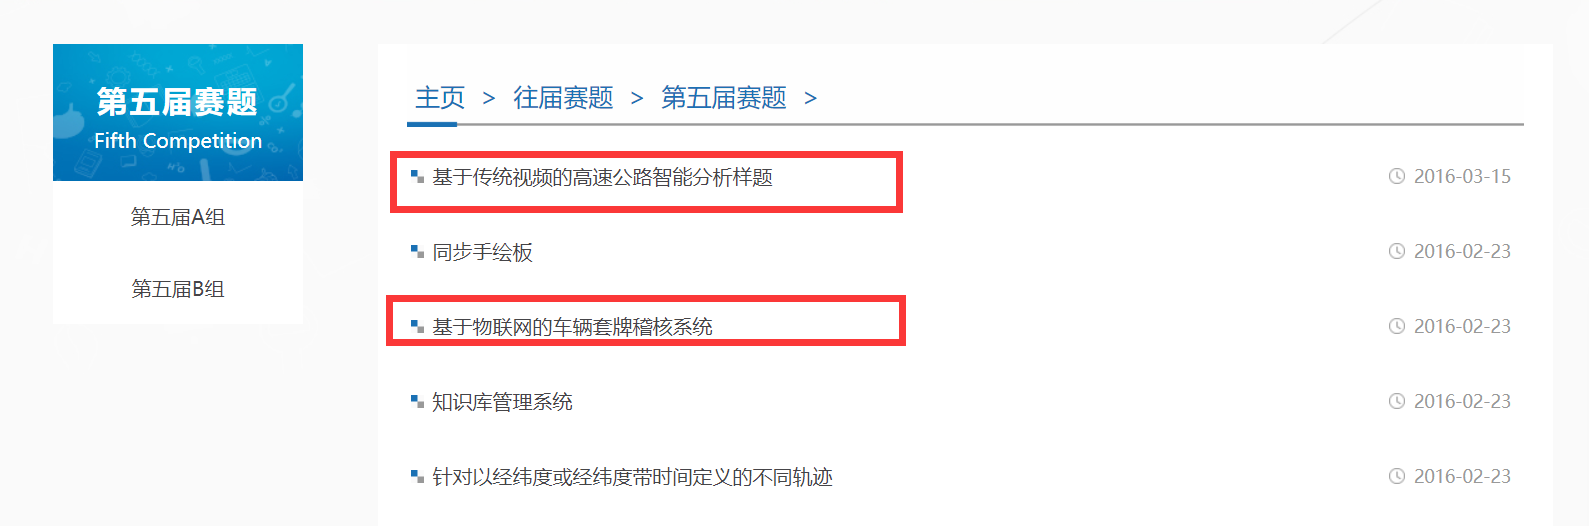 第五届赛题
Fifth Competition
第五届A组
第五届B组
主页 > 往届赛题 > 第五届赛题 >
基于传统视频的高速公路智能分析样题 2016-03-15
同步手绘板 2016-02-23
基于物联网的车辆套牌稽核系统 2016-02-23
知识库管理系统 2016-02-23
针对以经纬度或经纬度带时间定义的不同轨迹 2016-02-23